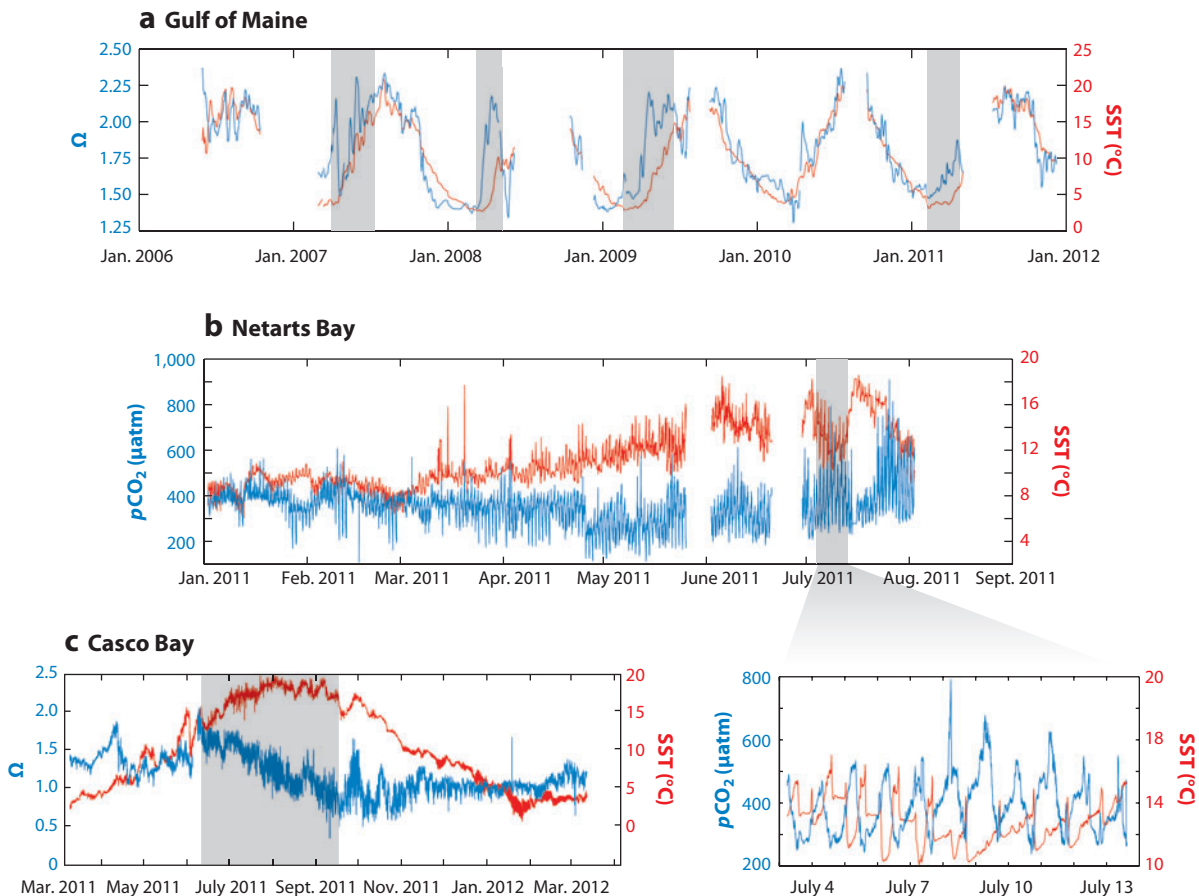 a Gulf of Maine
2.50
2.25
2.00
1.75
1.50
1.25
Ω
25
20
15
10
5
0
SST (°C)
Jan. 2006
Jan. 2007
Jan. 2008
Jan. 2009
Jan. 2010
Jan. 2011
Jan. 2012
b Netarts Bay
1,000
800
600
400
200
pCO₂ (µatm)
20
16
12
8
4
SST (°C)
Jan. 2011
Feb. 2011
Mar. 2011
Apr. 2011
May 2011
June 2011
July 2011
Aug. 2011
Sept. 2011
c Casco Bay
2.5
2.0
1.5
1.0
0.5
0
Ω
20
15
10
5
0
SST (°C)
Mar. 2011
May 2011
July 2011
Sept. 2011
Nov. 2011
Jan. 2012
Mar. 2012
800
600
400
200
pCO₂ (µatm)
20
18
14
12
10
SST (°C)
July 4
July 7
July 10
July 13